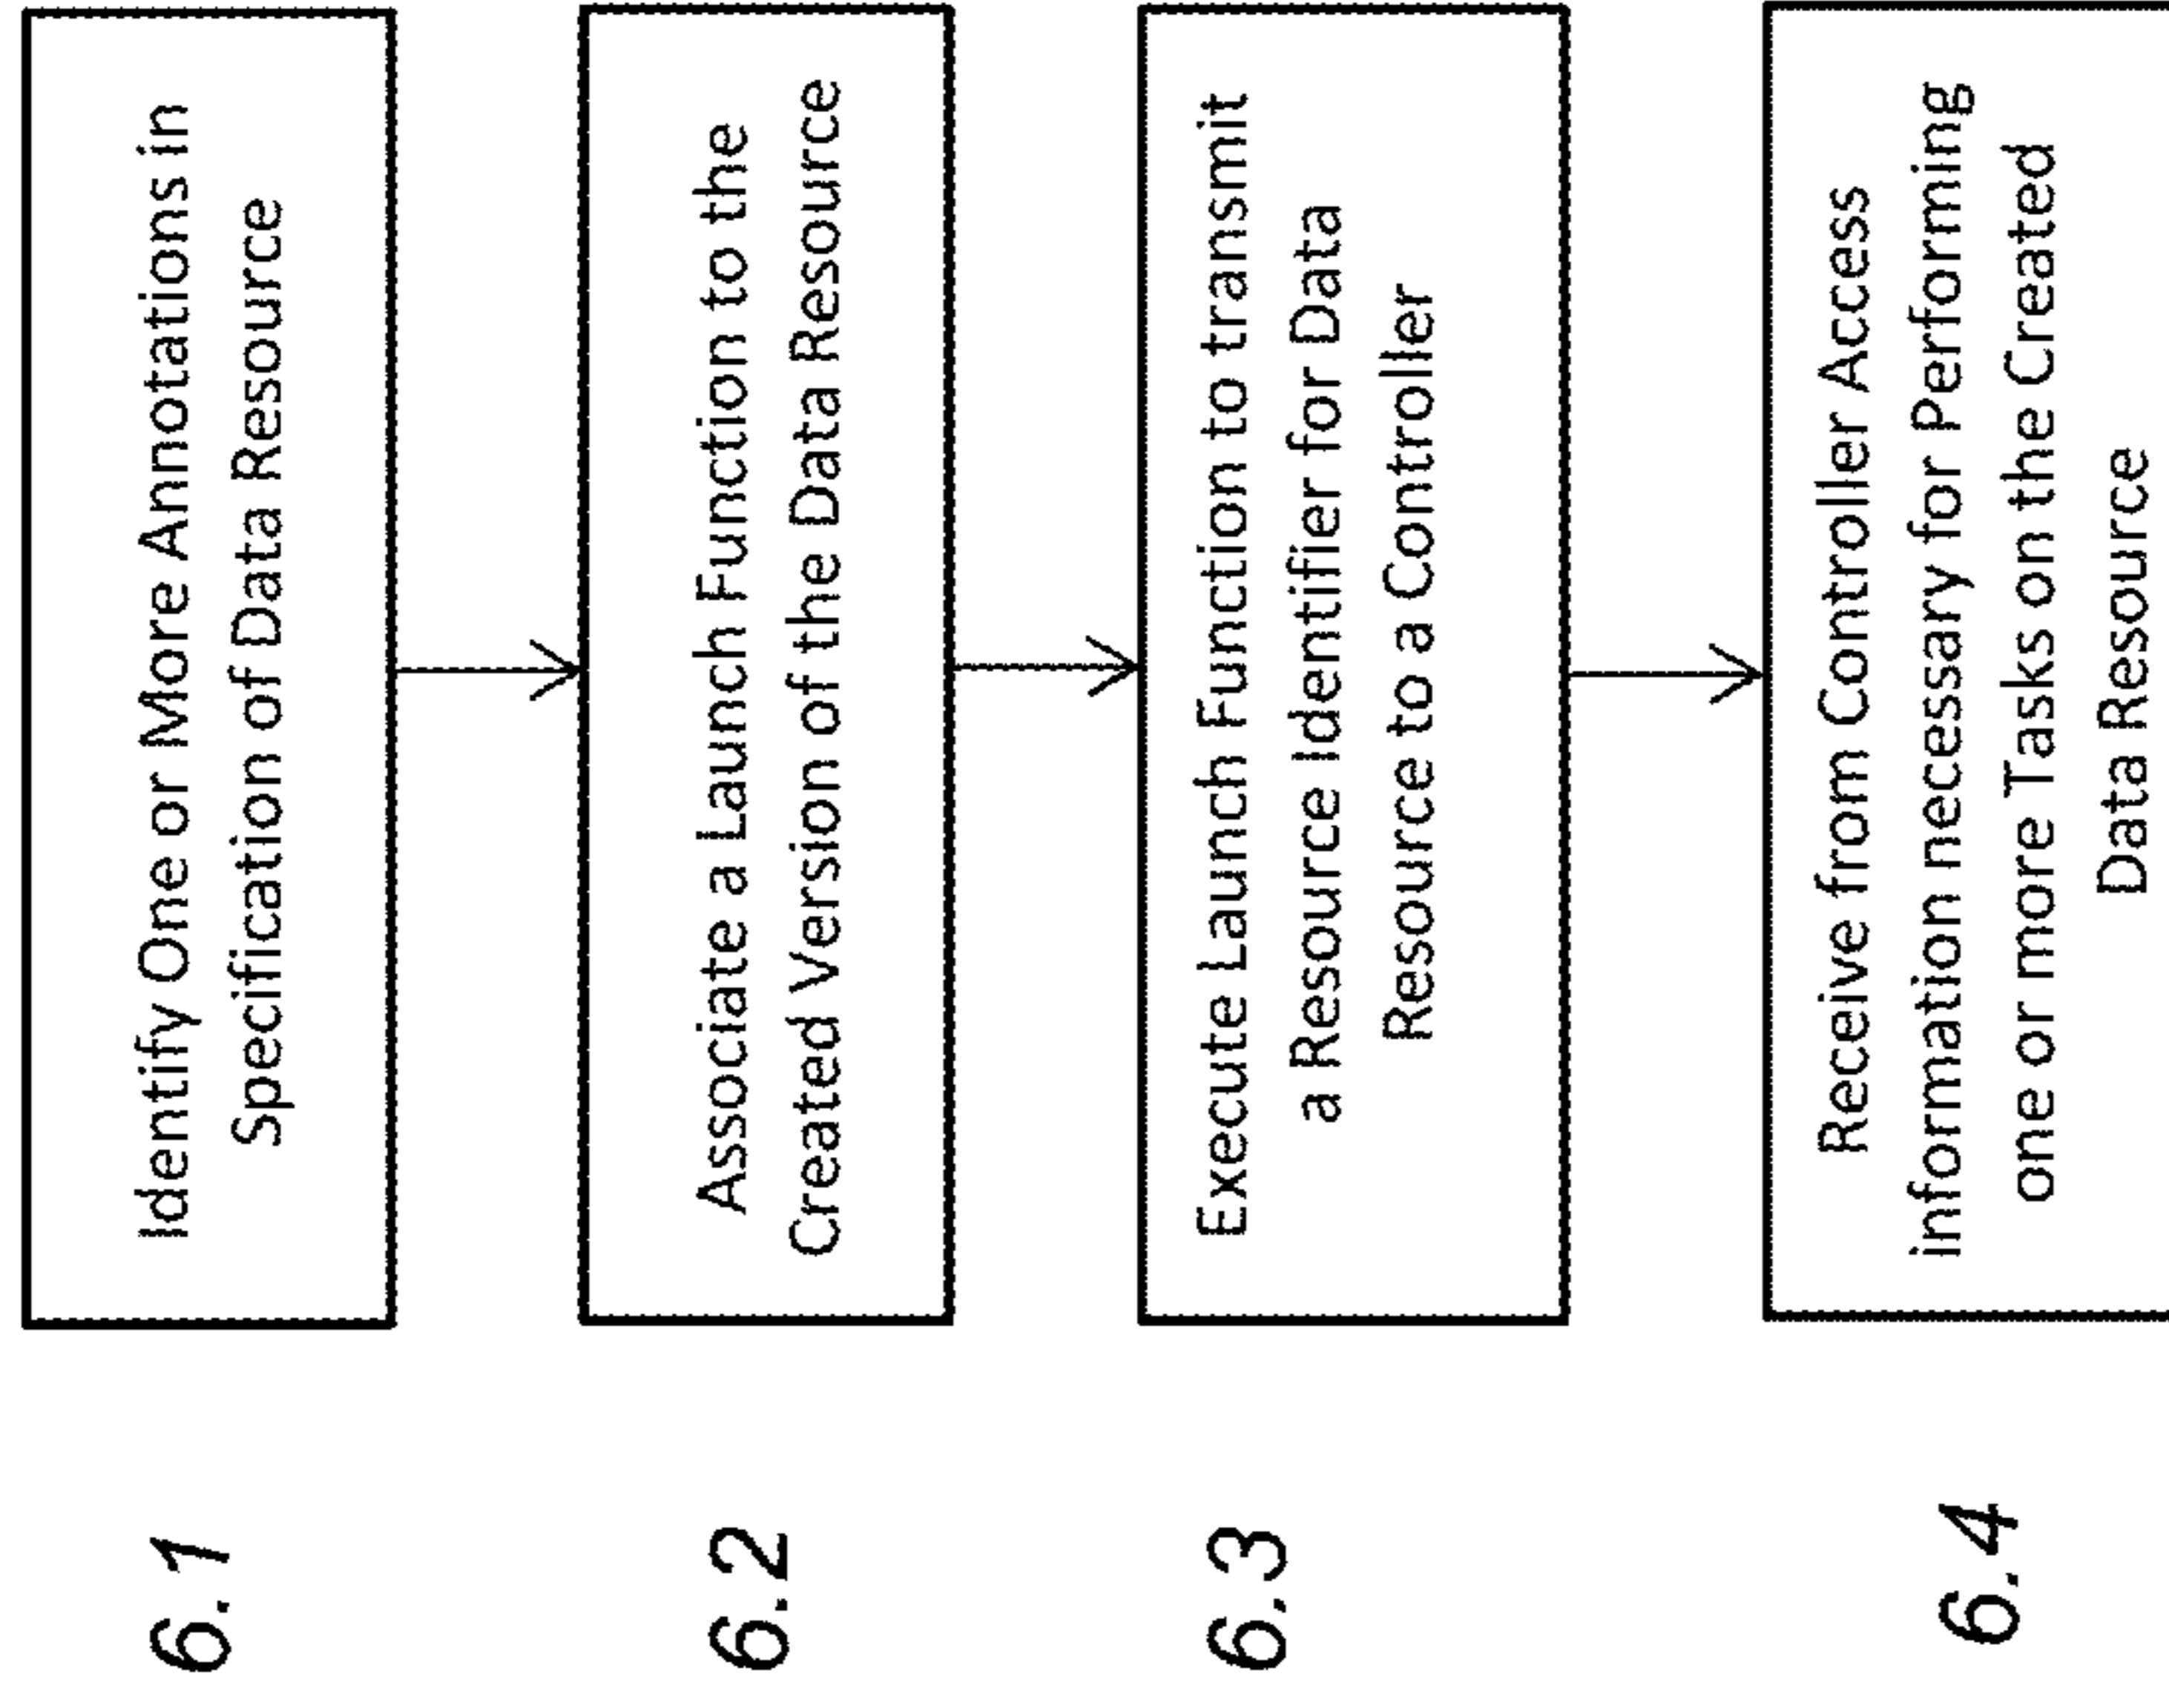 6.1
Identify One or More Annotations in
Specification of Data Resource
6.2
Associate a Launch Function to the
Created Version of the Data Resource
6.3
Execute Launch Function to transmit
a Resource Identifier for Data
Resource to a Controller
6.4
Receive from Controller Access
information necessary for Performing
one or more Tasks on the Created
Data Resource